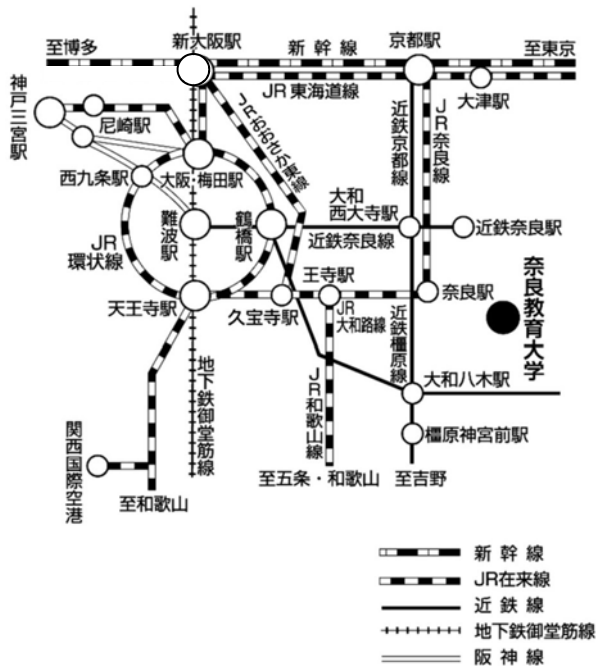 至博多
新大阪駅
新幹線
京都駅
至東京
JR東海道線
大津駅
神戸三宮駅
尼崎駅
JRおおさか東線
近鉄京都線
JR奈良線
西九条駅
大阪・梅田駅
大和
西大寺駅
難波駅
鶴橋駅
近鉄奈良線
近鉄奈良駅
JR
環状線
天王寺駅
久宝寺駅
王寺駅
JR
大和路線
奈良駅
奈良教育大学
近鉄橿原線
大和八木駅
地下鉄御堂筋線
JR和歌山線
橿原神宮前駅
関西国際空港
至和歌山
至五条・和歌山
至吉野
新幹線
JR在来線
近鉄線
地下鉄御堂筋線
阪神線